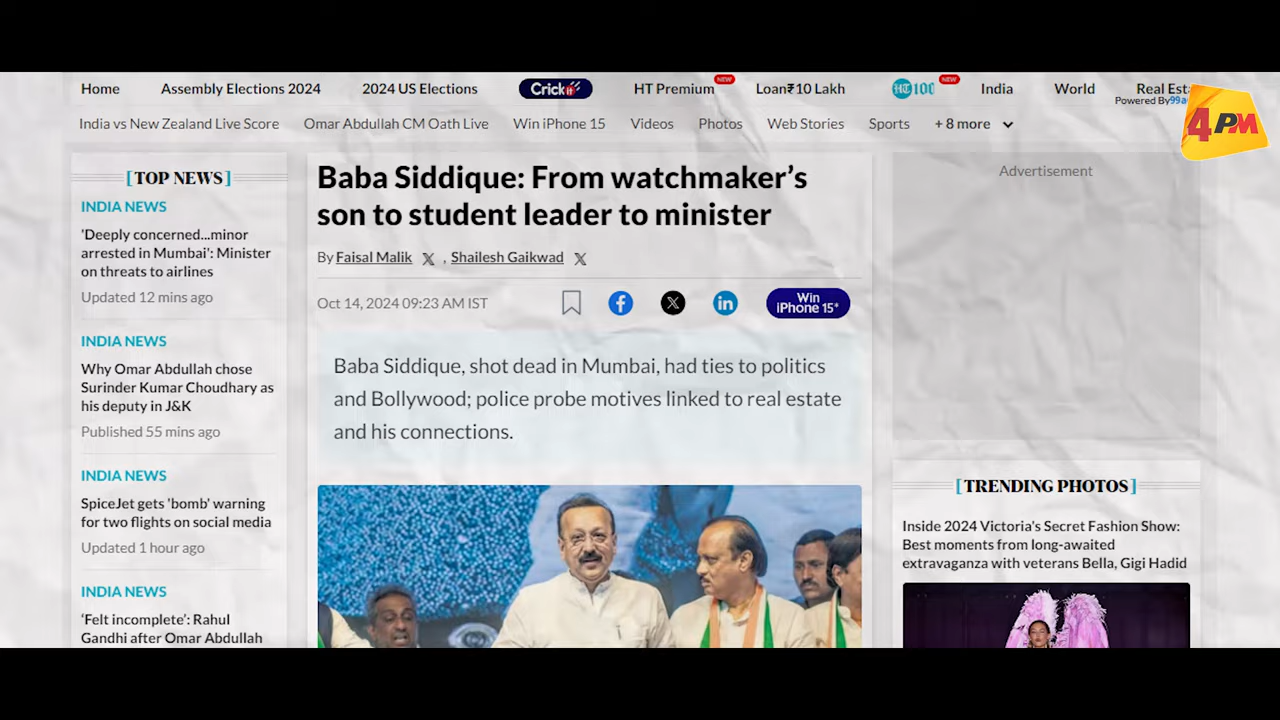 Home Assembly Elections 2024 2024 US Elections Crickit HT Premium NEW Loan₹10 Lakh HT100 NEW India World Real Est
Powered By 99a
4PM
India vs New Zealand Live Score Omar Abdullah CM Oath Live Win iPhone 15 Videos Photos Web Stories Sports + 8 more
[TOP NEWS]
INDIA NEWS
'Deeply concerned...minor
arrested in Mumbai': Minister
on threats to airlines
Updated 12 mins ago
INDIA NEWS
Why Omar Abdullah chose
Surinder Kumar Choudhary as
his deputy in J&K
Published 55 mins ago
INDIA NEWS
SpiceJet gets 'bomb' warning
for two flights on social media
Updated 1 hour ago
INDIA NEWS
‘Felt incomplete’: Rahul
Gandhi after Omar Abdullah
Baba Siddique: From watchmaker’s
son to student leader to minister
By Faisal Malik X , Shailesh Gaikwad X
Oct 14, 2024 09:23 AM IST
f X in
Win
iPhone 15*
Baba Siddique, shot dead in Mumbai, had ties to politics
and Bollywood; police probe motives linked to real estate
and his connections.
Advertisement
[TRENDING PHOTOS]
Inside 2024 Victoria’s Secret Fashion Show:
Best moments from long-awaited
extravaganza with veterans Bella, Gigi Hadid